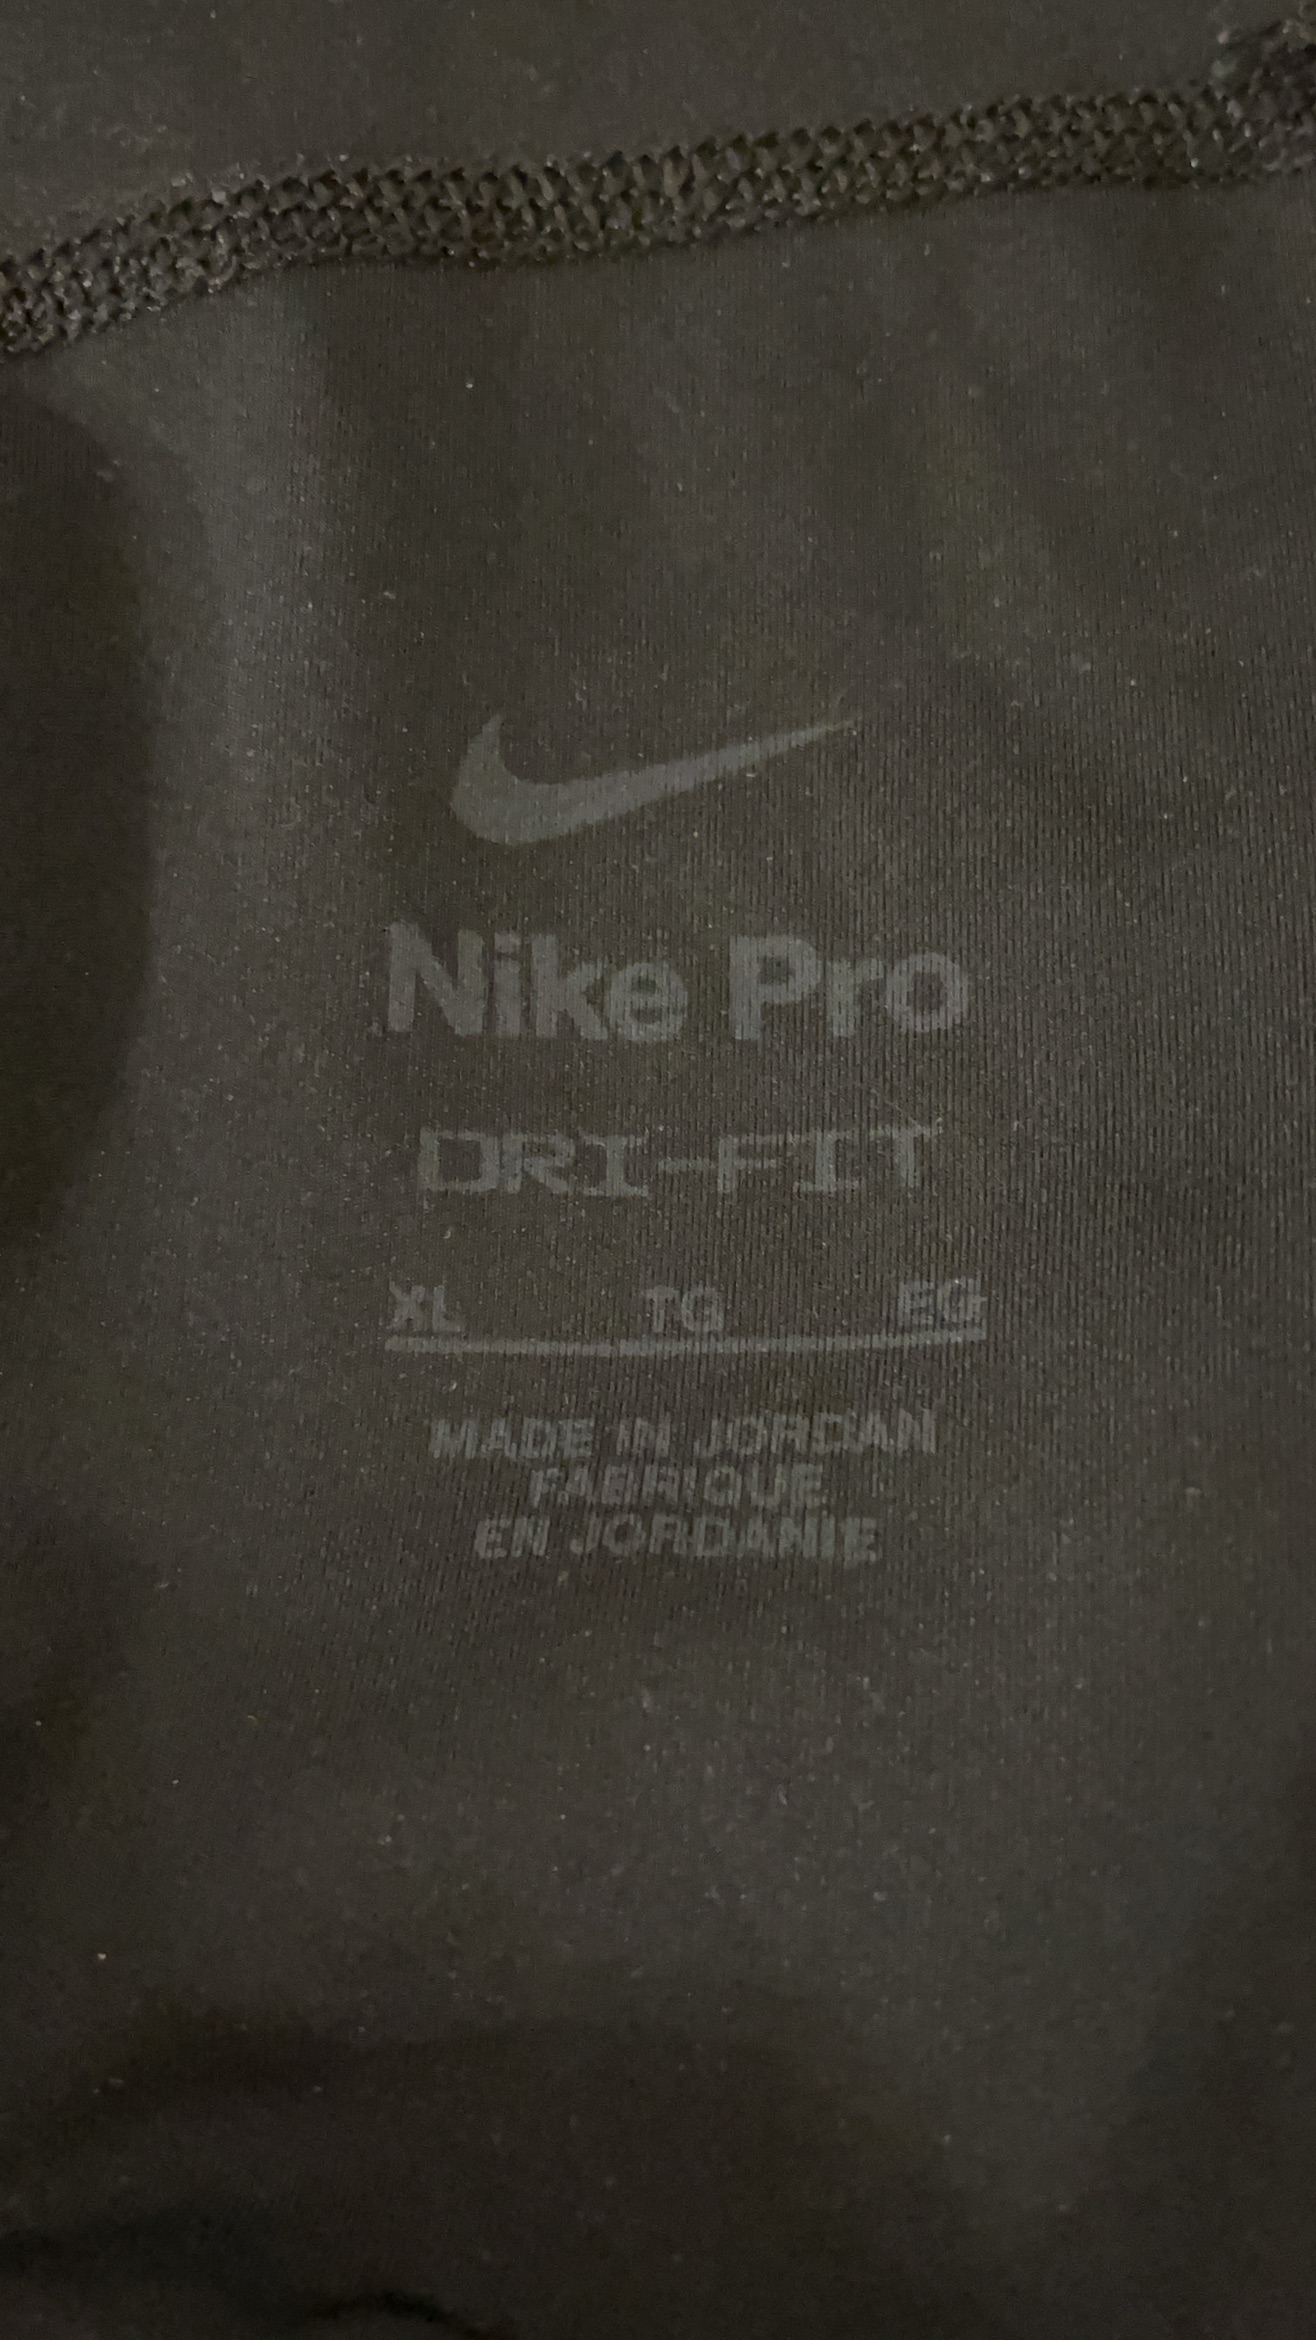 Nike Pro
DRI-FIT
XL TG EG
MADE IN JORDAN
FABRIQUE
EN JORDANIE